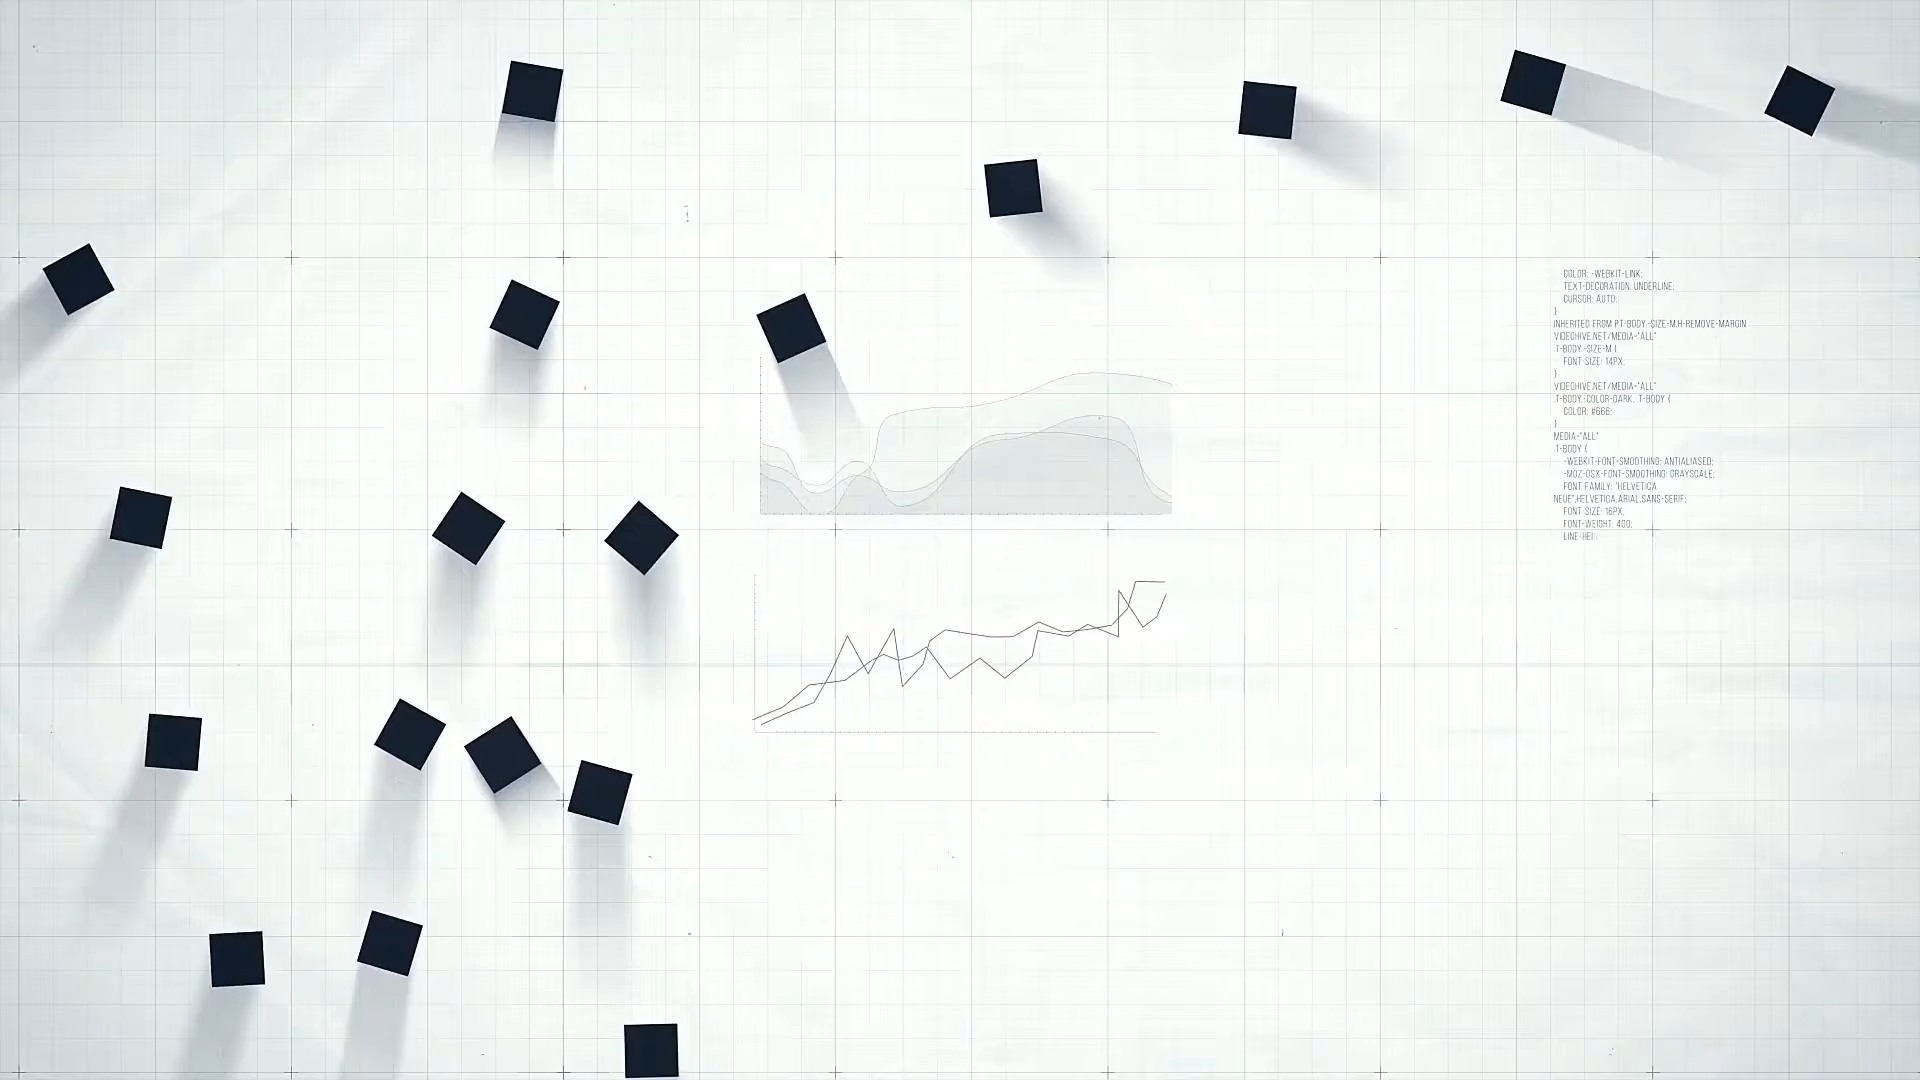 COLOR: -WEBKIT-LINK;
TEXT-DECORATION: UNDERLINE;
CURSOR: AUTO;
}
INHERITED FROM P.T-BODY.-SIZE-M.H-REMOVE-MARGIN
VIDEOHIVE.NET/MEDIA="ALL"
.T-BODY.-SIZE-M {
FONT-SIZE: 14PX;
}
VIDEOHIVE.NET/MEDIA="ALL"
.T-BODY.-COLOR-DARK, .T-BODY {
COLOR: #666;
}
MEDIA="ALL"
.T-BODY {
-WEBKIT-FONT-SMOOTHING: ANTIALIASED;
-MOZ-OSX-FONT-SMOOTHING: GRAYSCALE;
FONT-FAMILY: "HELVETICA
NEUE",HELVETICA,ARIAL,SANS-SERIF;
FONT-SIZE: 16PX;
FONT-WEIGHT: 400;
LINE-HEI